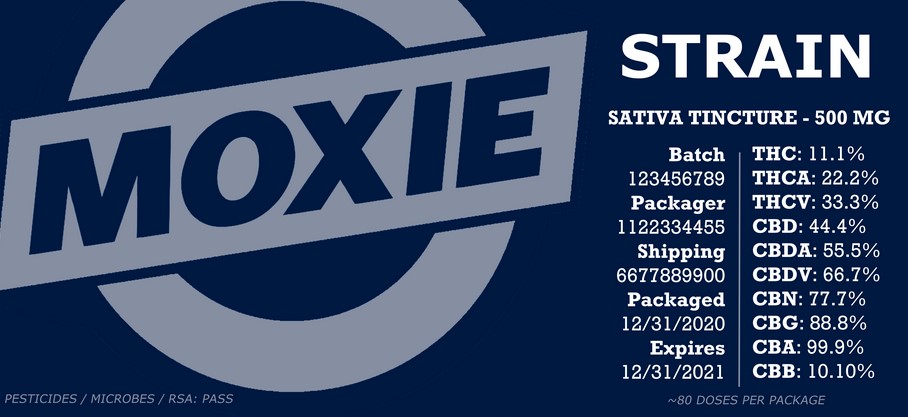 MOXIE
PESTICIDES / MICROBES / RSA: PASS
STRAIN
SATIVA TINCTURE - 500 MG
Batch
123456789
Packager
1122334455
Shipping
6677889900
Packaged
12/31/2020
Expires
12/31/2021
THC: 11.1%
THCA: 22.2%
THCV: 33.3%
CBD: 44.4%
CBDA: 55.5%
CBDV: 66.7%
CBN: 77.7%
CBG: 88.8%
CBA: 99.9%
CBB: 10.10%
~80 DOSES PER PACKAGE